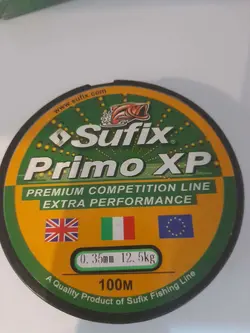 www.sufix.com
Sufix
Primo XP
PREMIUM COMPETITION LINE
EXTRA PERFORMANCE
0.35mm 12.5kg
100M
A Quality Product of Sufix Fishing Line